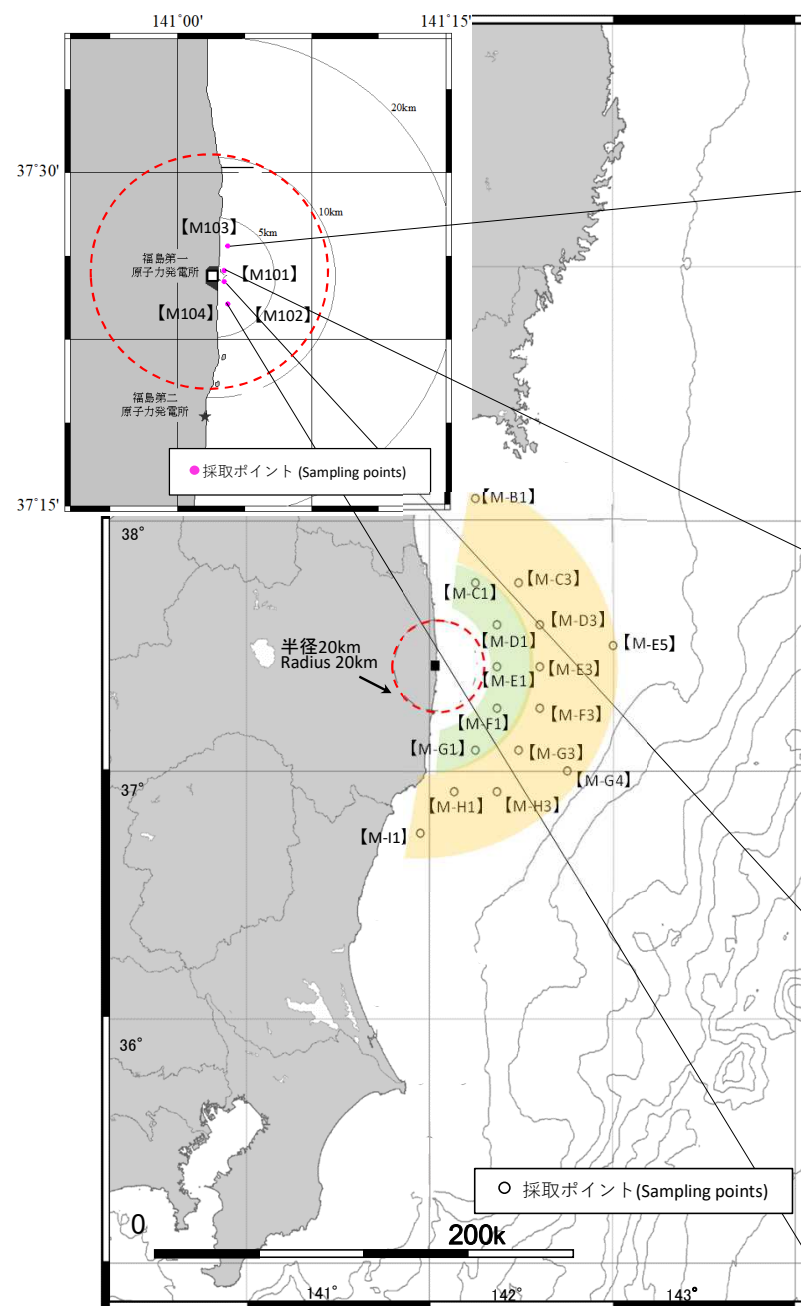 141°00'
141°15'
20km
37°30'
10km
【M103】
5km
福島第一
原子力発電所
【M101】
【M104】
【M102】
福島第二
原子力発電所
採取ポイント (Sampling points)
37°15'
【M-B1】
38°
【M-C1】
【M-C3】
【M-D1】
【M-D3】
【M-E5】
半径20km
Radius 20km
【M-E1】
【M-E3】
【M-F1】
【M-F3】
【M-G1】
【M-G3】
【M-G4】
37°
【M-H1】
【M-H3】
【M-I1】
36°
採取ポイント(Sampling points)
0
200k
141°
142°
143°